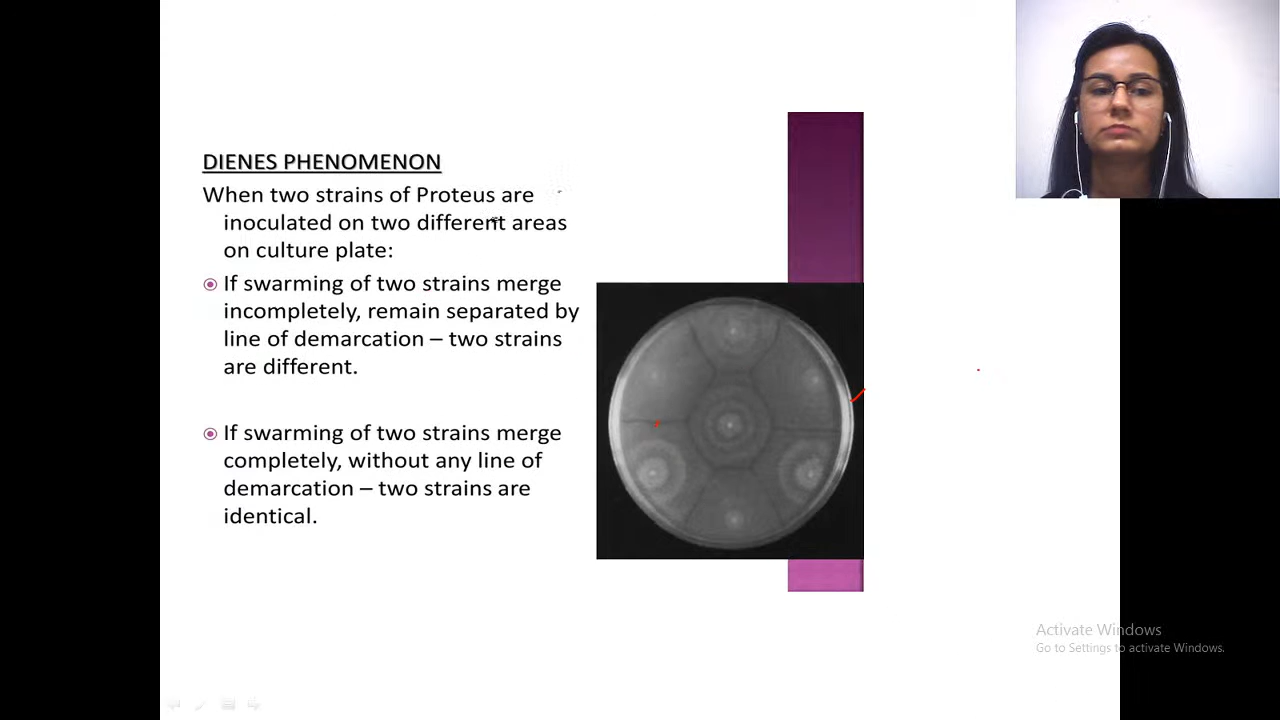 DIENES PHENOMENON
When two strains of Proteus are
inoculated on two different areas
on culture plate:
If swarming of two strains merge
incompletely, remain separated by
line of demarcation – two strains
are different.
If swarming of two strains merge
completely, without any line of
demarcation – two strains are
identical.
Activate Windows
Go to Settings to activate Windows.